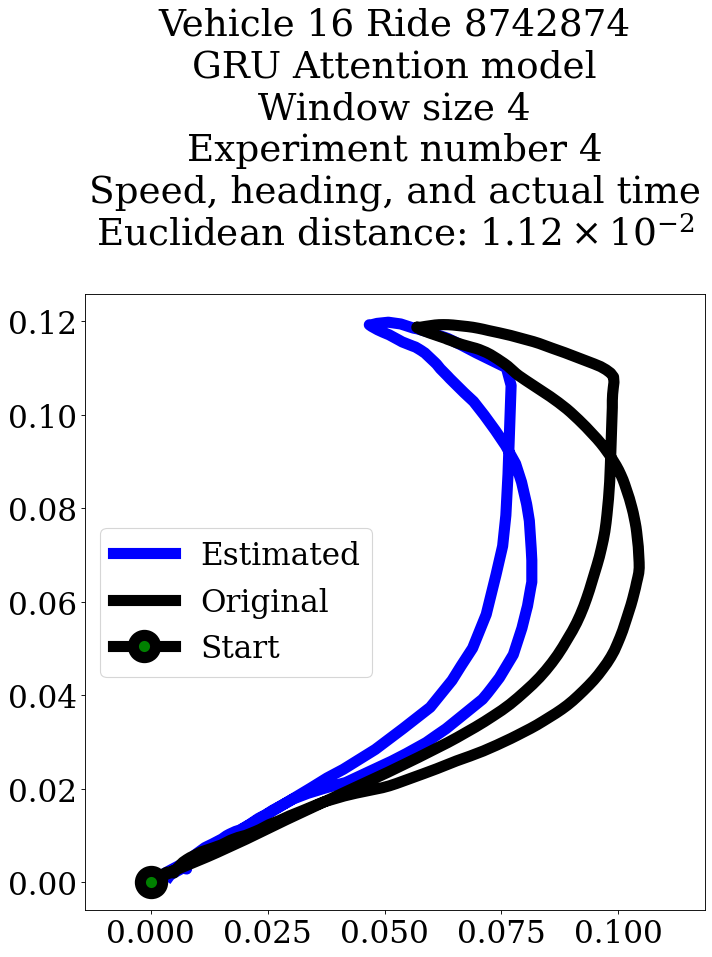 Vehicle 16 Ride 8742874
GRU Attention model
Window size 4
Experiment number 4
Speed, heading, and actual time
Euclidean distance: 1.12 × 10⁻²
0.12
0.10
0.08
0.06
0.04
0.02
0.00
Estimated
Original
Start
0.000 0.025 0.050 0.075 0.100